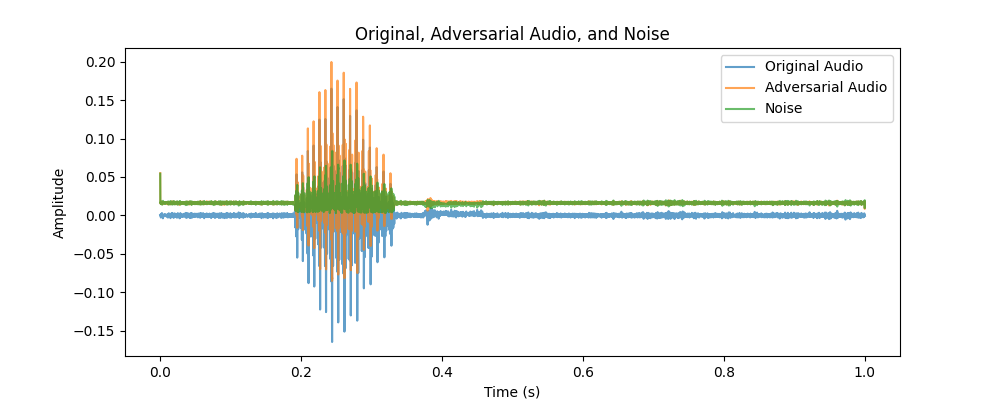 Original, Adversarial Audio, and Noise
Original Audio
Adversarial Audio
Noise
Amplitude
0.20
0.15
0.10
0.05
0.00
−0.05
−0.10
−0.15
0.0
0.2
0.4
0.6
0.8
1.0
Time (s)